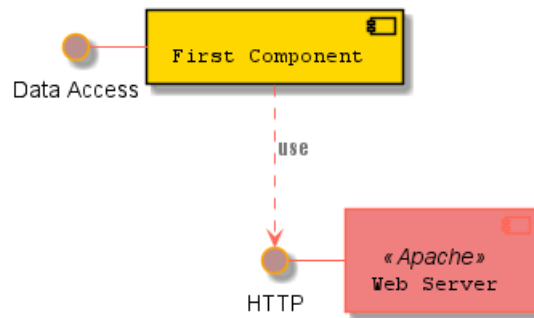 First Component
Data Access
use
«Apache»
Web Server
HTTP